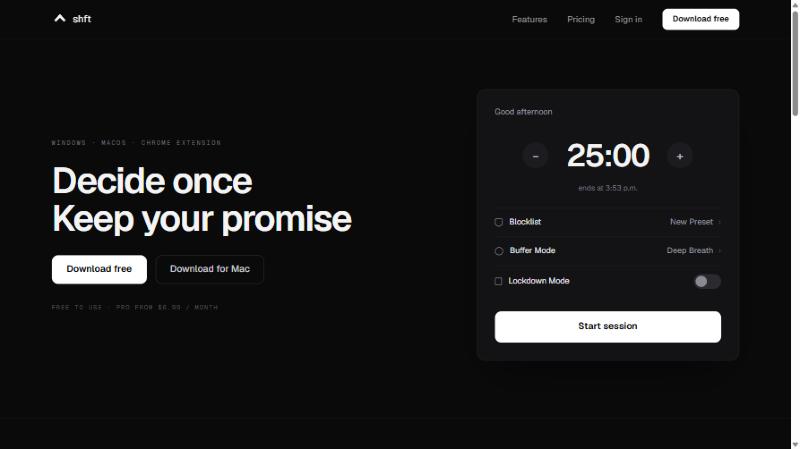 shft
Features
Pricing
Sign in
Download free
WINDOWS · MACOS · CHROME EXTENSION
Decide once
Keep your promise
Download free
Download for Mac
FREE TO USE · PRO FROM $6.99 / MONTH
Good afternoon
−
25:00
+
ends at 3:53 p.m.
Blocklist
New Preset ›
Buffer Mode
Deep Breath ›
Lockdown Mode
Start session